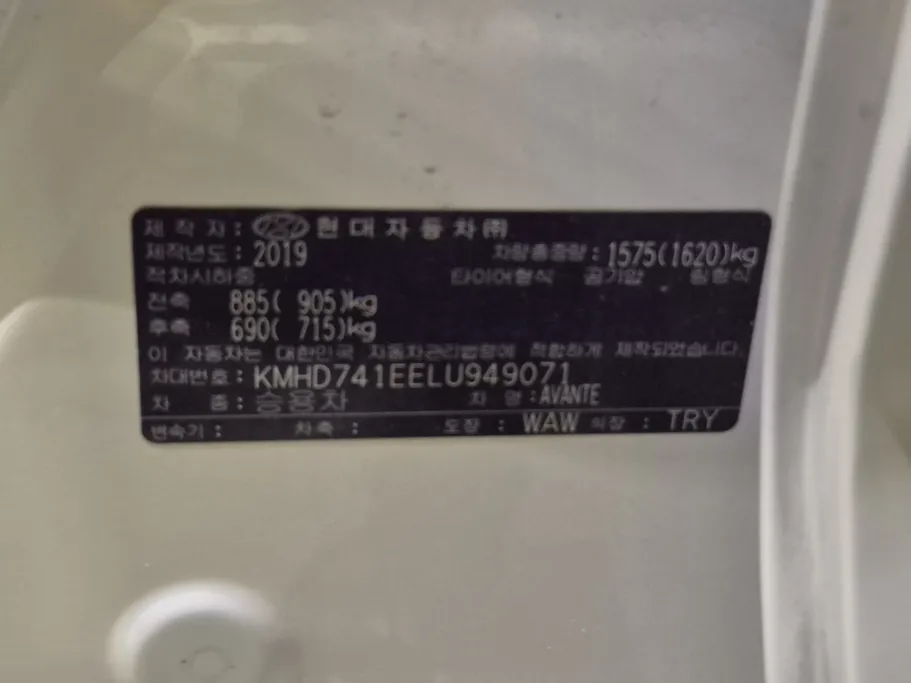 제 작 자 : 현 대 자 동 차 ㈜
제작년도 : 2019 차량총중량 : 1575(1620)kg
적차시하중 타이어형식 공기압 림형식
전축 885( 905)kg
후축 690( 715)kg
이 자동차는 대한민국 자동차관리법령에 적합하게 제작되었습니다.
차대번호 : KMHD741EELU949071
차 종 : 승용차 차 명 : AVANTE
변속기 : 차축 : 도장 : WAW 의장 : TRY